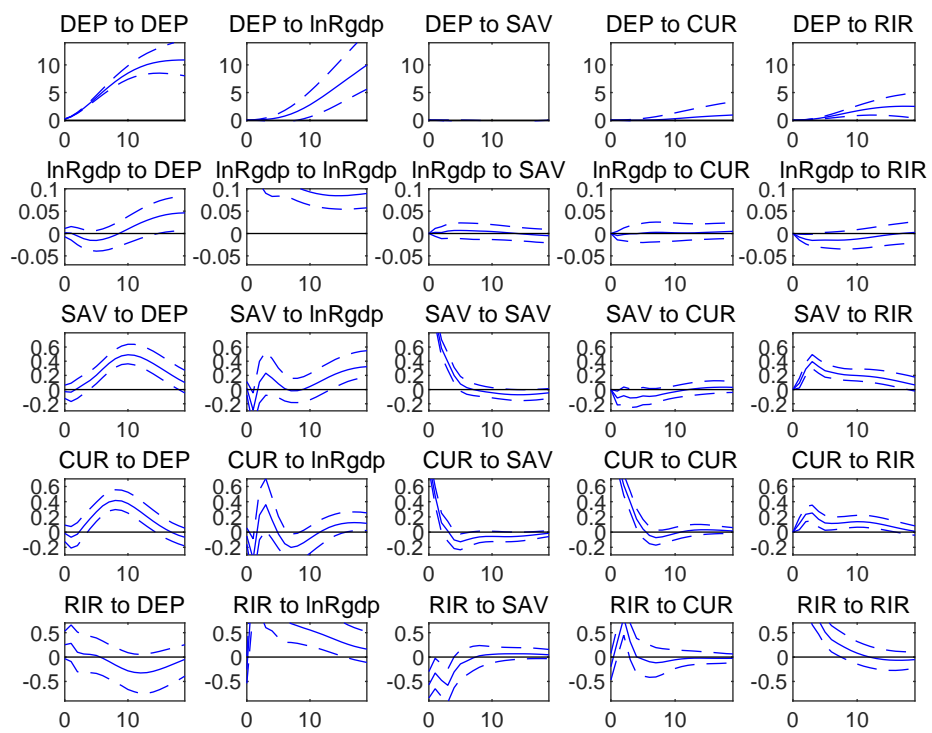 DEP to DEP DEP to lnRgdp DEP to SAV DEP to CUR DEP to RIR
10 10 10 10 10
5 5 5 5 5
0 0 0 0 0
0 10 0 10 0 10 0 10 0 10
lnRgdp to DEP lnRgdp to lnRgdp lnRgdp to SAV lnRgdp to CUR lnRgdp to RIR
0.1 0.1 0.1 0.1 0.1
0.05 0.05 0.05 0.05 0.05
0 0 0 0 0
-0.05 -0.05 -0.05 -0.05 -0.05
0 10 0 10 0 10 0 10 0 10
SAV to DEP SAV to lnRgdp SAV to SAV SAV to CUR SAV to RIR
0.6 0.6 0.6 0.6 0.6
0.4 0.4 0.4 0.4 0.4
0.2 0.2 0.2 0.2 0.2
0 0 0 0 0
-0.2 -0.2 -0.2 -0.2 -0.2
0 10 0 10 0 10 0 10 0 10
CUR to DEP CUR to lnRgdp CUR to SAV CUR to CUR CUR to RIR
0.6 0.6 0.6 0.6 0.6
0.4 0.4 0.4 0.4 0.4
0.2 0.2 0.2 0.2 0.2
0 0 0 0 0
-0.2 -0.2 -0.2 -0.2 -0.2
0 10 0 10 0 10 0 10 0 10
RIR to DEP RIR to lnRgdp RIR to SAV RIR to CUR RIR to RIR
0.5 0.5 0.5 0.5 0.5
0 0 0 0 0
-0.5 -0.5 -0.5 -0.5 -0.5
0 10 0 10 0 10 0 10 0 10